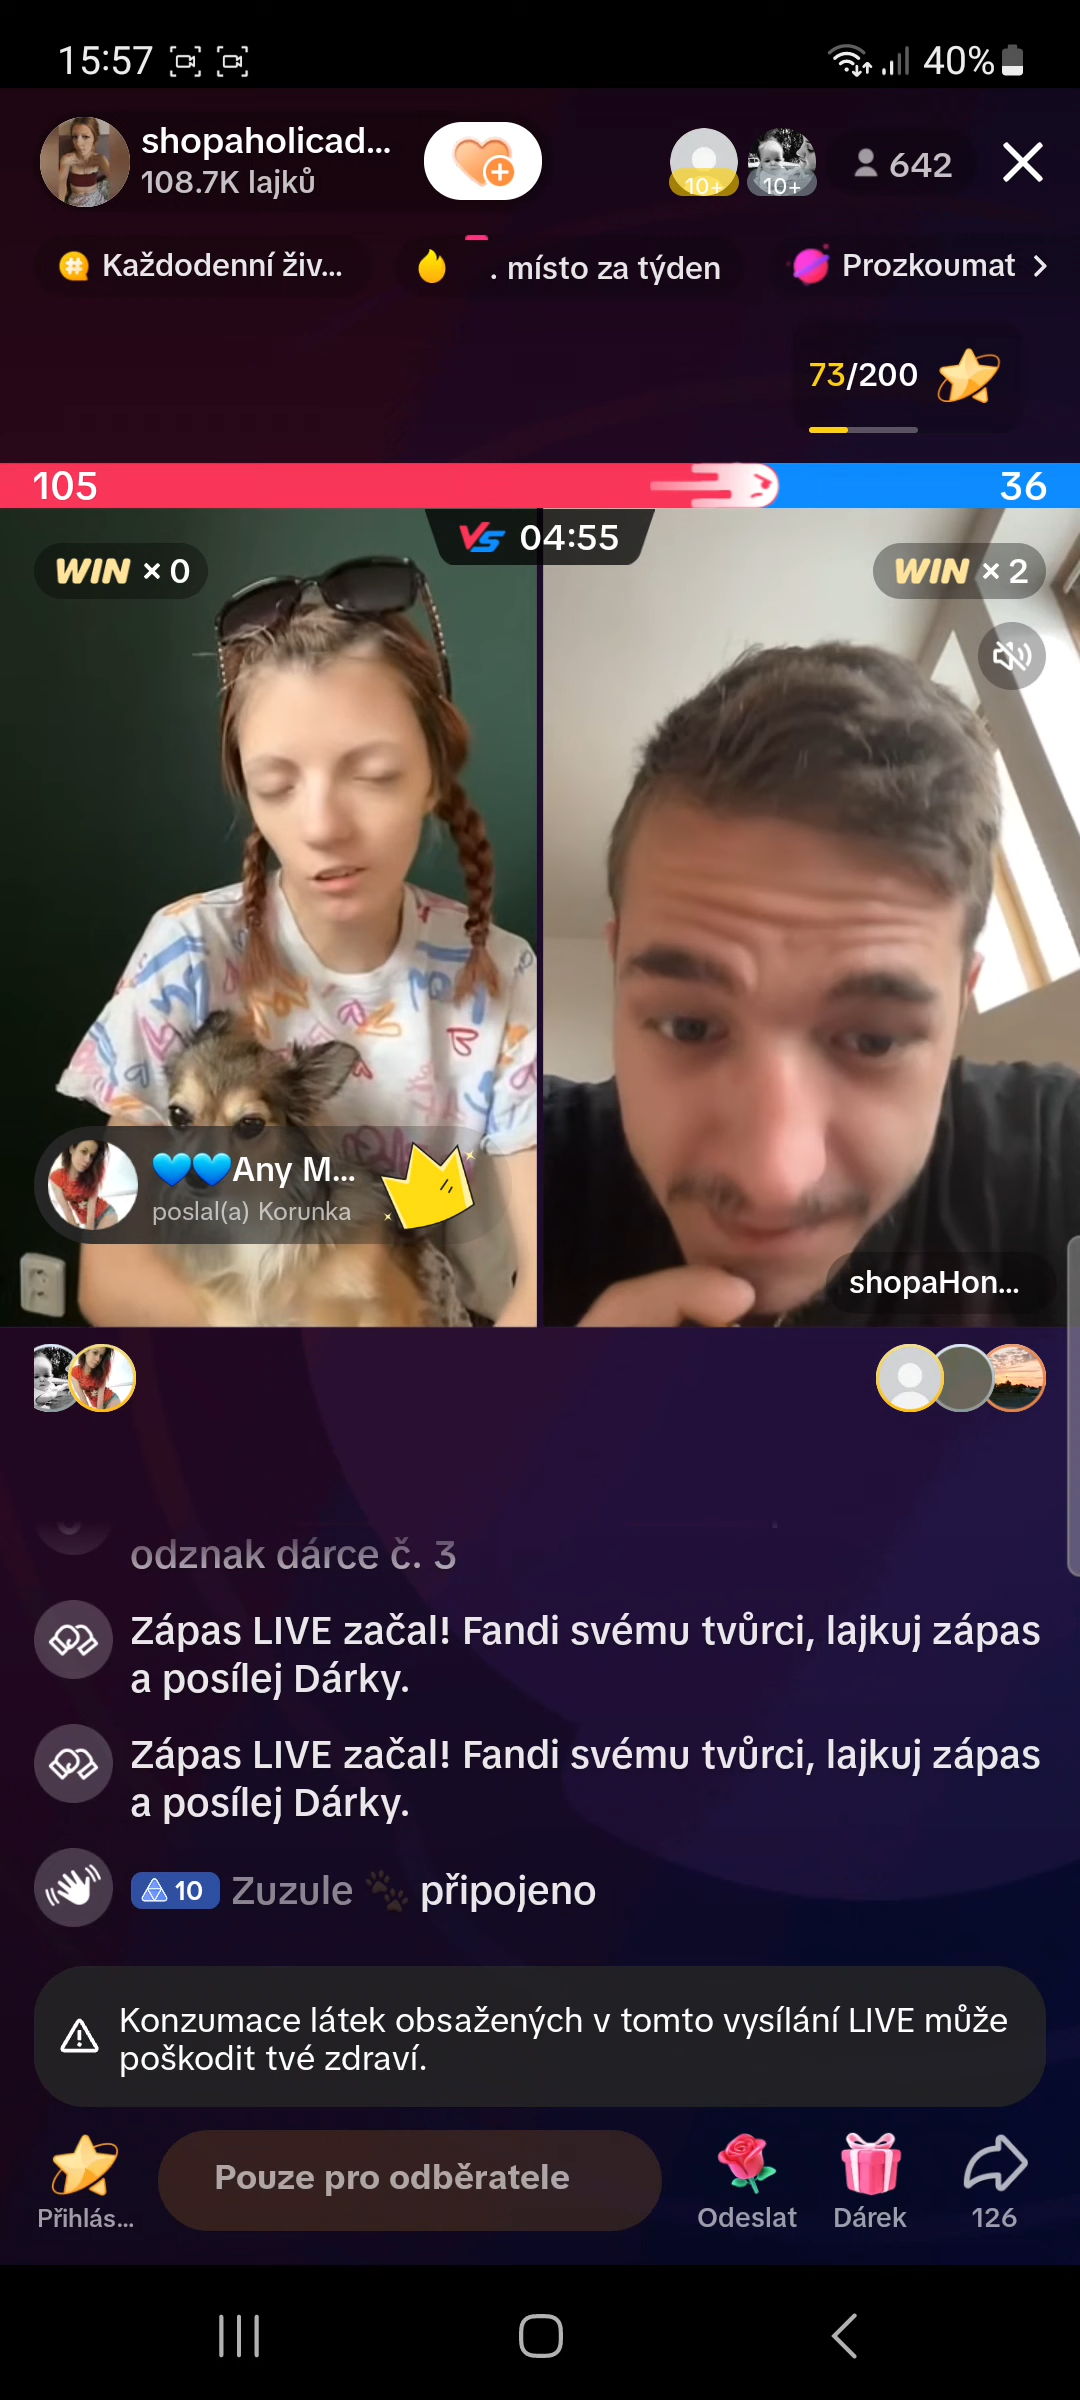 15:57
40%
shopaholicad...
108.7K lajků
10+
10+
642
Každodenní živ...
. místo za týden
Prozkoumat
73/200
105
36
VS 04:55
WIN × 0
WIN × 2
💙💙Any M...
poslal(a) Korunka
shopaHon...
odznak dárce č. 3
Zápas LIVE začal! Fandi svému tvůrci, lajkuj zápas
a posílej Dárky.
Zápas LIVE začal! Fandi svému tvůrci, lajkuj zápas
a posílej Dárky.
10 Zuzule 🐾 připojeno
Konzumace látek obsažených v tomto vysílání LIVE může
poškodit tvé zdraví.
Přihlás...
Pouze pro odběratele
Odeslat
Dárek
126